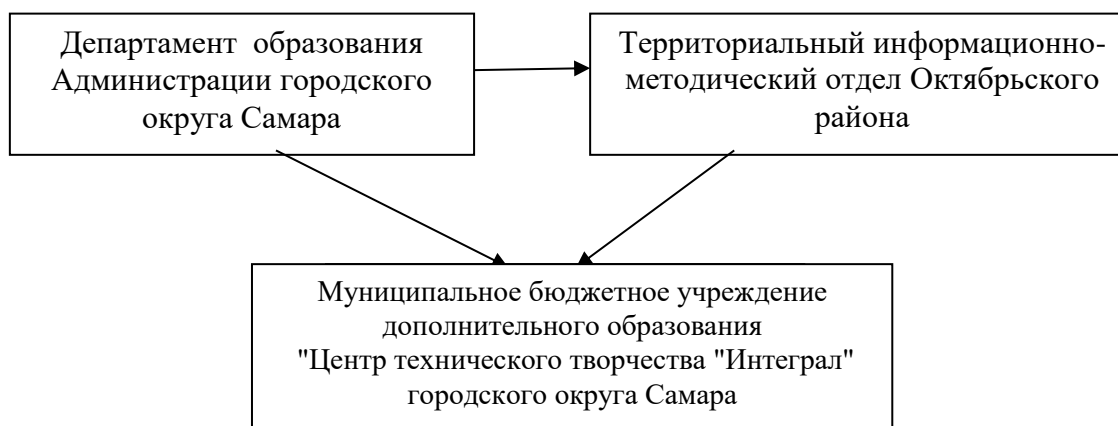 Департамент образования
Администрации городского
округа Самара
Территориальный информационно-
методический отдел Октябрьского
района
Муниципальное бюджетное учреждение
дополнительного образования
"Центр технического творчества "Интеграл"
городского округа Самара